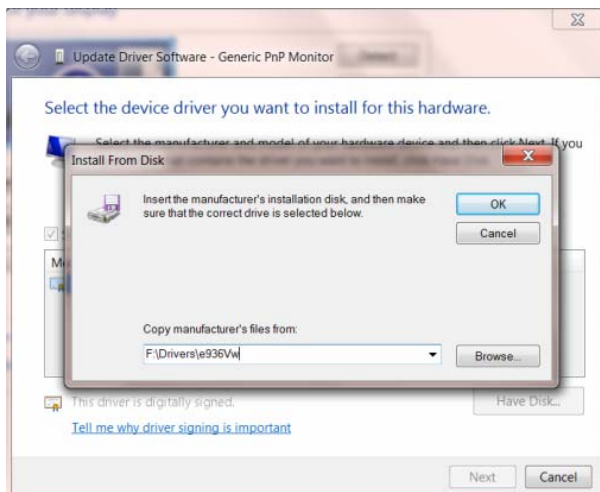 your display
Update Driver Software - Generic PnP Monitor
Detect
Select the device driver you want to install for this hardware.
Select the manufacturer and model of your hardware device and then click Next. If you
Install From Disk
Insert the manufacturer's installation disk, and then make
sure that the correct drive is selected below.
OK
Cancel
Copy manufacturer's files from:
F:\Drivers\e936Vw
Browse...
This driver is digitally signed.
Have Disk...
Tell me why driver signing is important
Next
Cancel